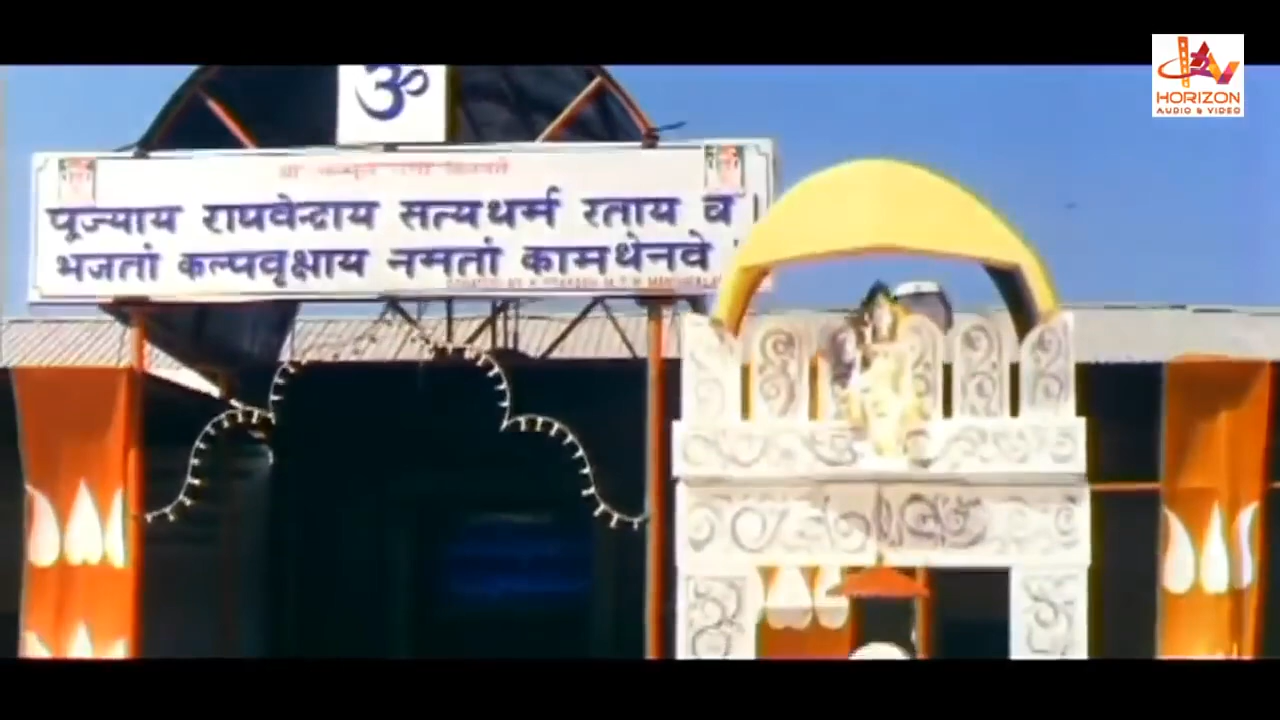 ॐ
पूज्याय राघवेन्द्राय सत्यधर्म रताय च |
भजतां कल्पवृक्षाय नमतां कामधेनवे
HORIZON
AUDIO & VIDEO